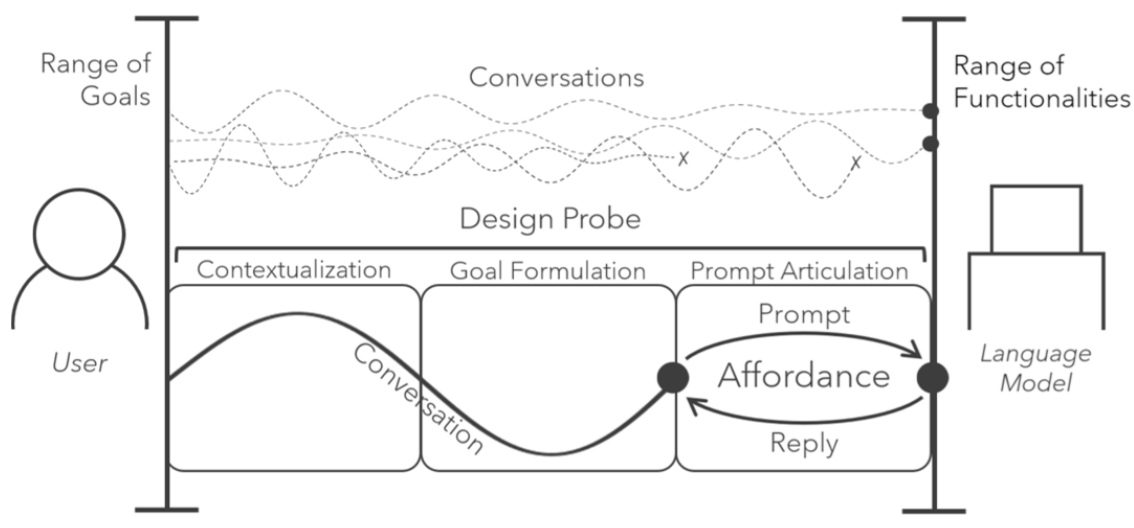 Range of
Goals
Conversations
Range of
Functionalities
x
x
Design Probe
Contextualization
Goal Formulation
Prompt Articulation
User
Conversation
Prompt
Affordance
Reply
Language
Model